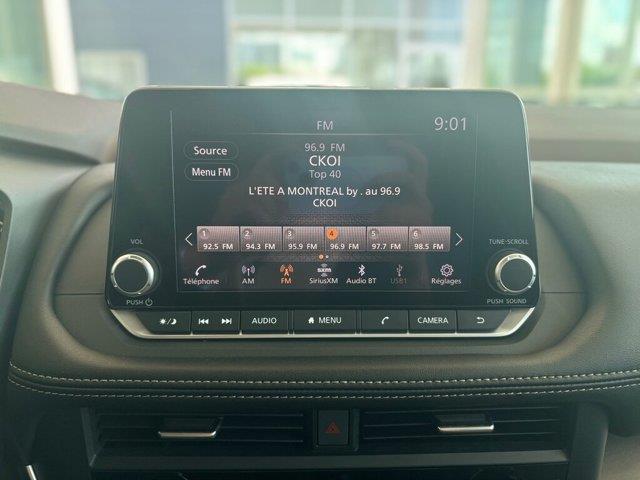 FM
9:01
Source
96.9 FM
CKOI
Menu FM
Top 40
L'ETE A MONTREAL by . au 96.9
CKOI
1 2 3 4 5 6
92.5 FM 94.3 FM 95.9 FM 96.9 FM 97.7 FM 98.5 FM
VOL
TUNE·SCROLL
sxm
Téléphone AM FM SiriusXM Audio BT USB1 Réglages
PUSH
PUSH SOUND
AUDIO MENU CAMERA